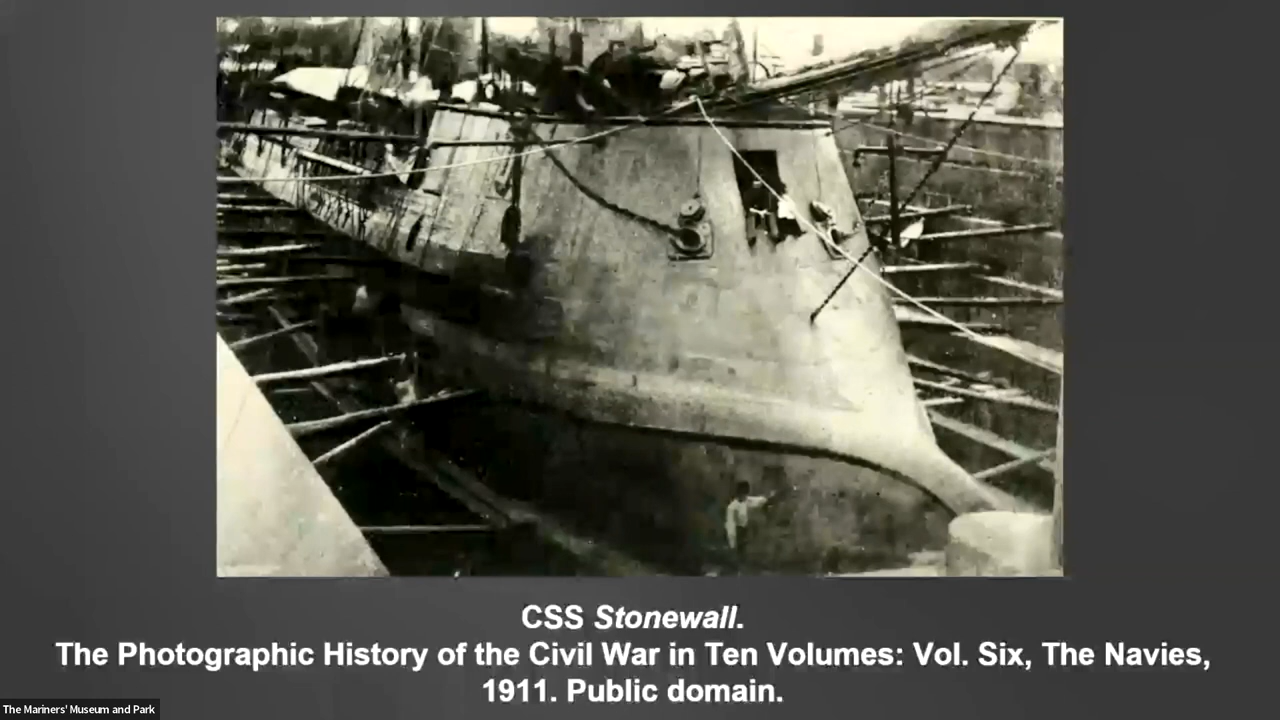 CSS Stonewall.
The Photographic History of the Civil War in Ten Volumes: Vol. Six, The Navies,
1911. Public domain.
The Mariners' Museum and Park